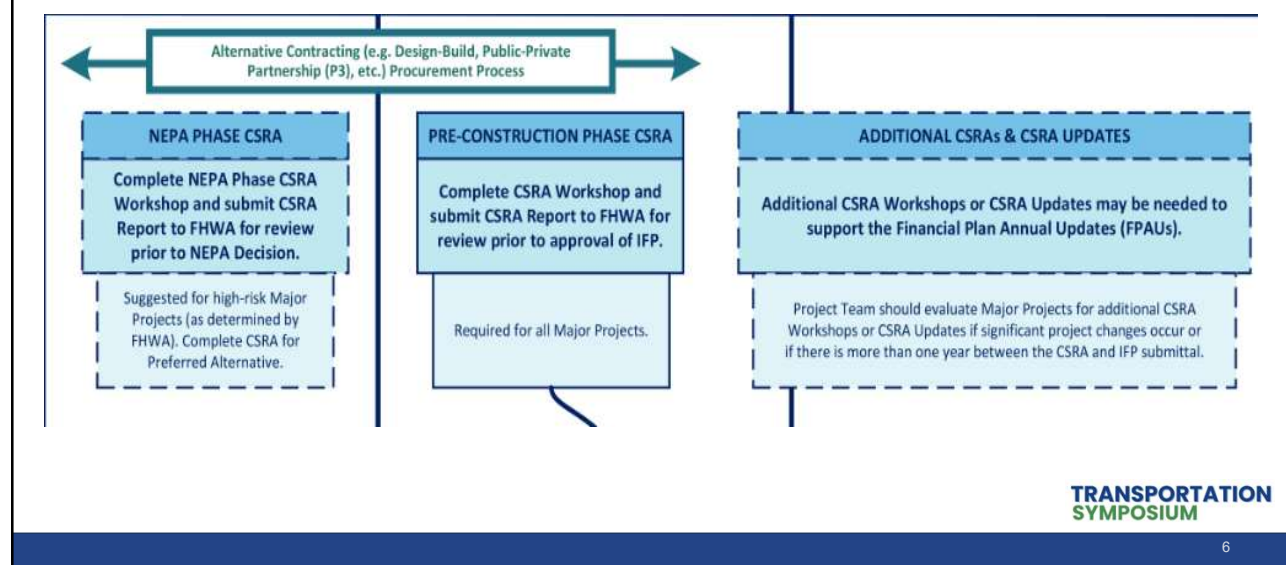 Alternative Contracting (e.g. Design-Build, Public-Private
Partnership (P3), etc.) Procurement Process
NEPA PHASE CSRA
Complete NEPA Phase CSRA
Workshop and submit CSRA
Report to FHWA for review
prior to NEPA Decision.
Suggested for high-risk Major
Projects (as determined by
FHWA). Complete CSRA for
Preferred Alternative.
PRE-CONSTRUCTION PHASE CSRA
Complete CSRA Workshop and
submit CSRA Report to FHWA for
review prior to approval of IFP.
Required for all Major Projects.
ADDITIONAL CSRAs & CSRA UPDATES
Additional CSRA Workshops or CSRA Updates may be needed to
support the Financial Plan Annual Updates (FPAUs).
Project Team should evaluate Major Projects for additional CSRA
Workshops or CSRA Updates if significant project changes occur or
if there is more than one year between the CSRA and IFP submittal.
TRANSPORTATION
SYMPOSIUM
6